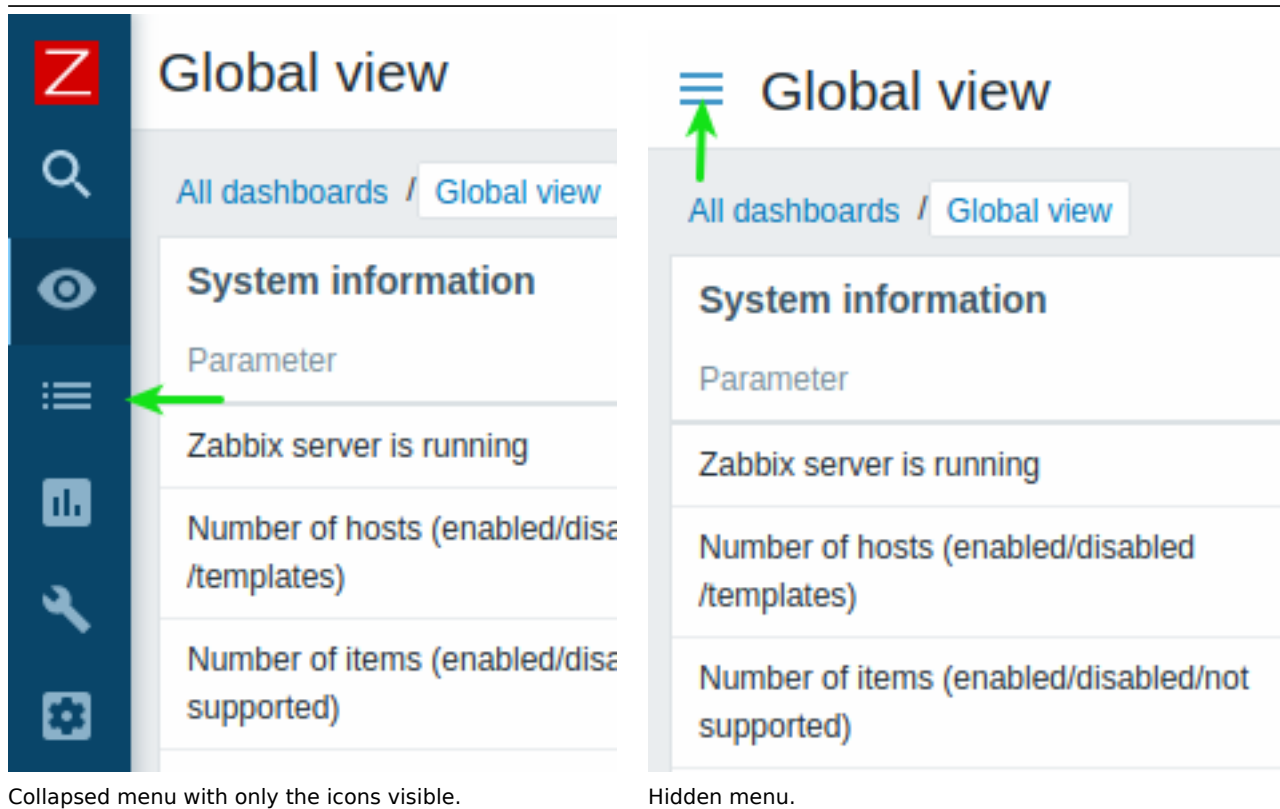 Z
Global view
All dashboards / Global view
System information
Parameter
Zabbix server is running
Number of hosts (enabled/disa
/templates)
Number of items (enabled/disa
supported)
Collapsed menu with only the icons visible.
Global view
All dashboards / Global view
System information
Parameter
Zabbix server is running
Number of hosts (enabled/disabled
/templates)
Number of items (enabled/disabled/not
supported)
Hidden menu.